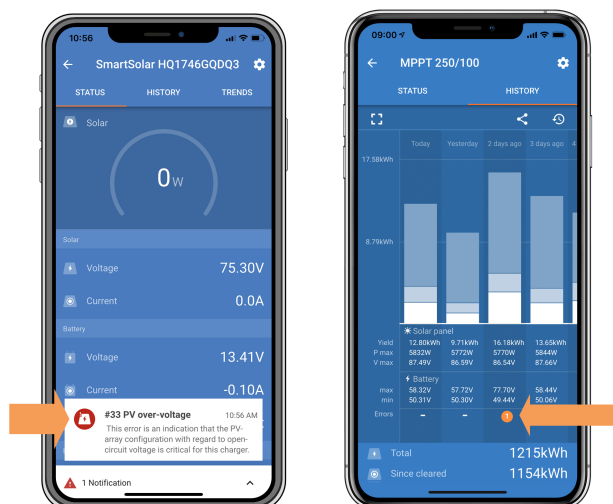 10:56
SmartSolar HQ1746GQDQ3
STATUS HISTORY TRENDS
Solar
0W
Solar
Voltage 75.30V
Current 0.0A
Battery
Voltage 13.41V
Current -0.10A
#33 PV over-voltage 10:56 AM
This error is an indication that the PV-
array configuration with regard to open-
circuit voltage is critical for this charger.
1 Notification
09:00
MPPT 250/100
STATUS HISTORY
Today Yesterday 2 days ago 3 days ago 4
17.58kWh
8.79kWh
Solar panel
Yield 12.80kWh 9.71kWh 16.18kWh 13.65kWh
P max 5832W 5772W 5770W 5844W
V max 87.49V 86.59V 86.54V 87.66V
Battery
max 58.32V 57.72V 77.70V 58.44V
min 50.31V 50.30V 49.44V 50.06V
Errors - - 1
Total 1215kWh
Since cleared 1154kWh